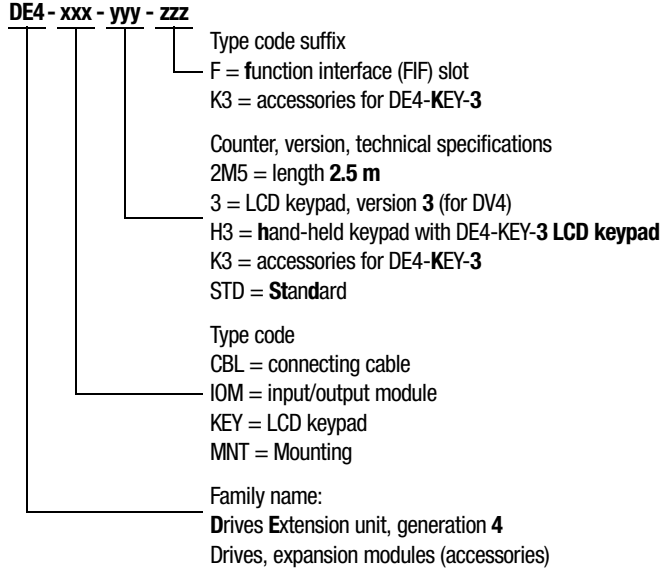 DE4 - xxx - yyy - zzz
Type code suffix
F = function interface (FIF) slot
K3 = accessories for DE4-KEY-3
Counter, version, technical specifications
2M5 = length 2.5 m
3 = LCD keypad, version 3 (for DV4)
H3 = hand-held keypad with DE4-KEY-3 LCD keypad
K3 = accessories for DE4-KEY-3
STD = Standard
Type code
CBL = connecting cable
IOM = input/output module
KEY = LCD keypad
MNT = Mounting
Family name:
Drives Extension unit, generation 4
Drives, expansion modules (accessories)